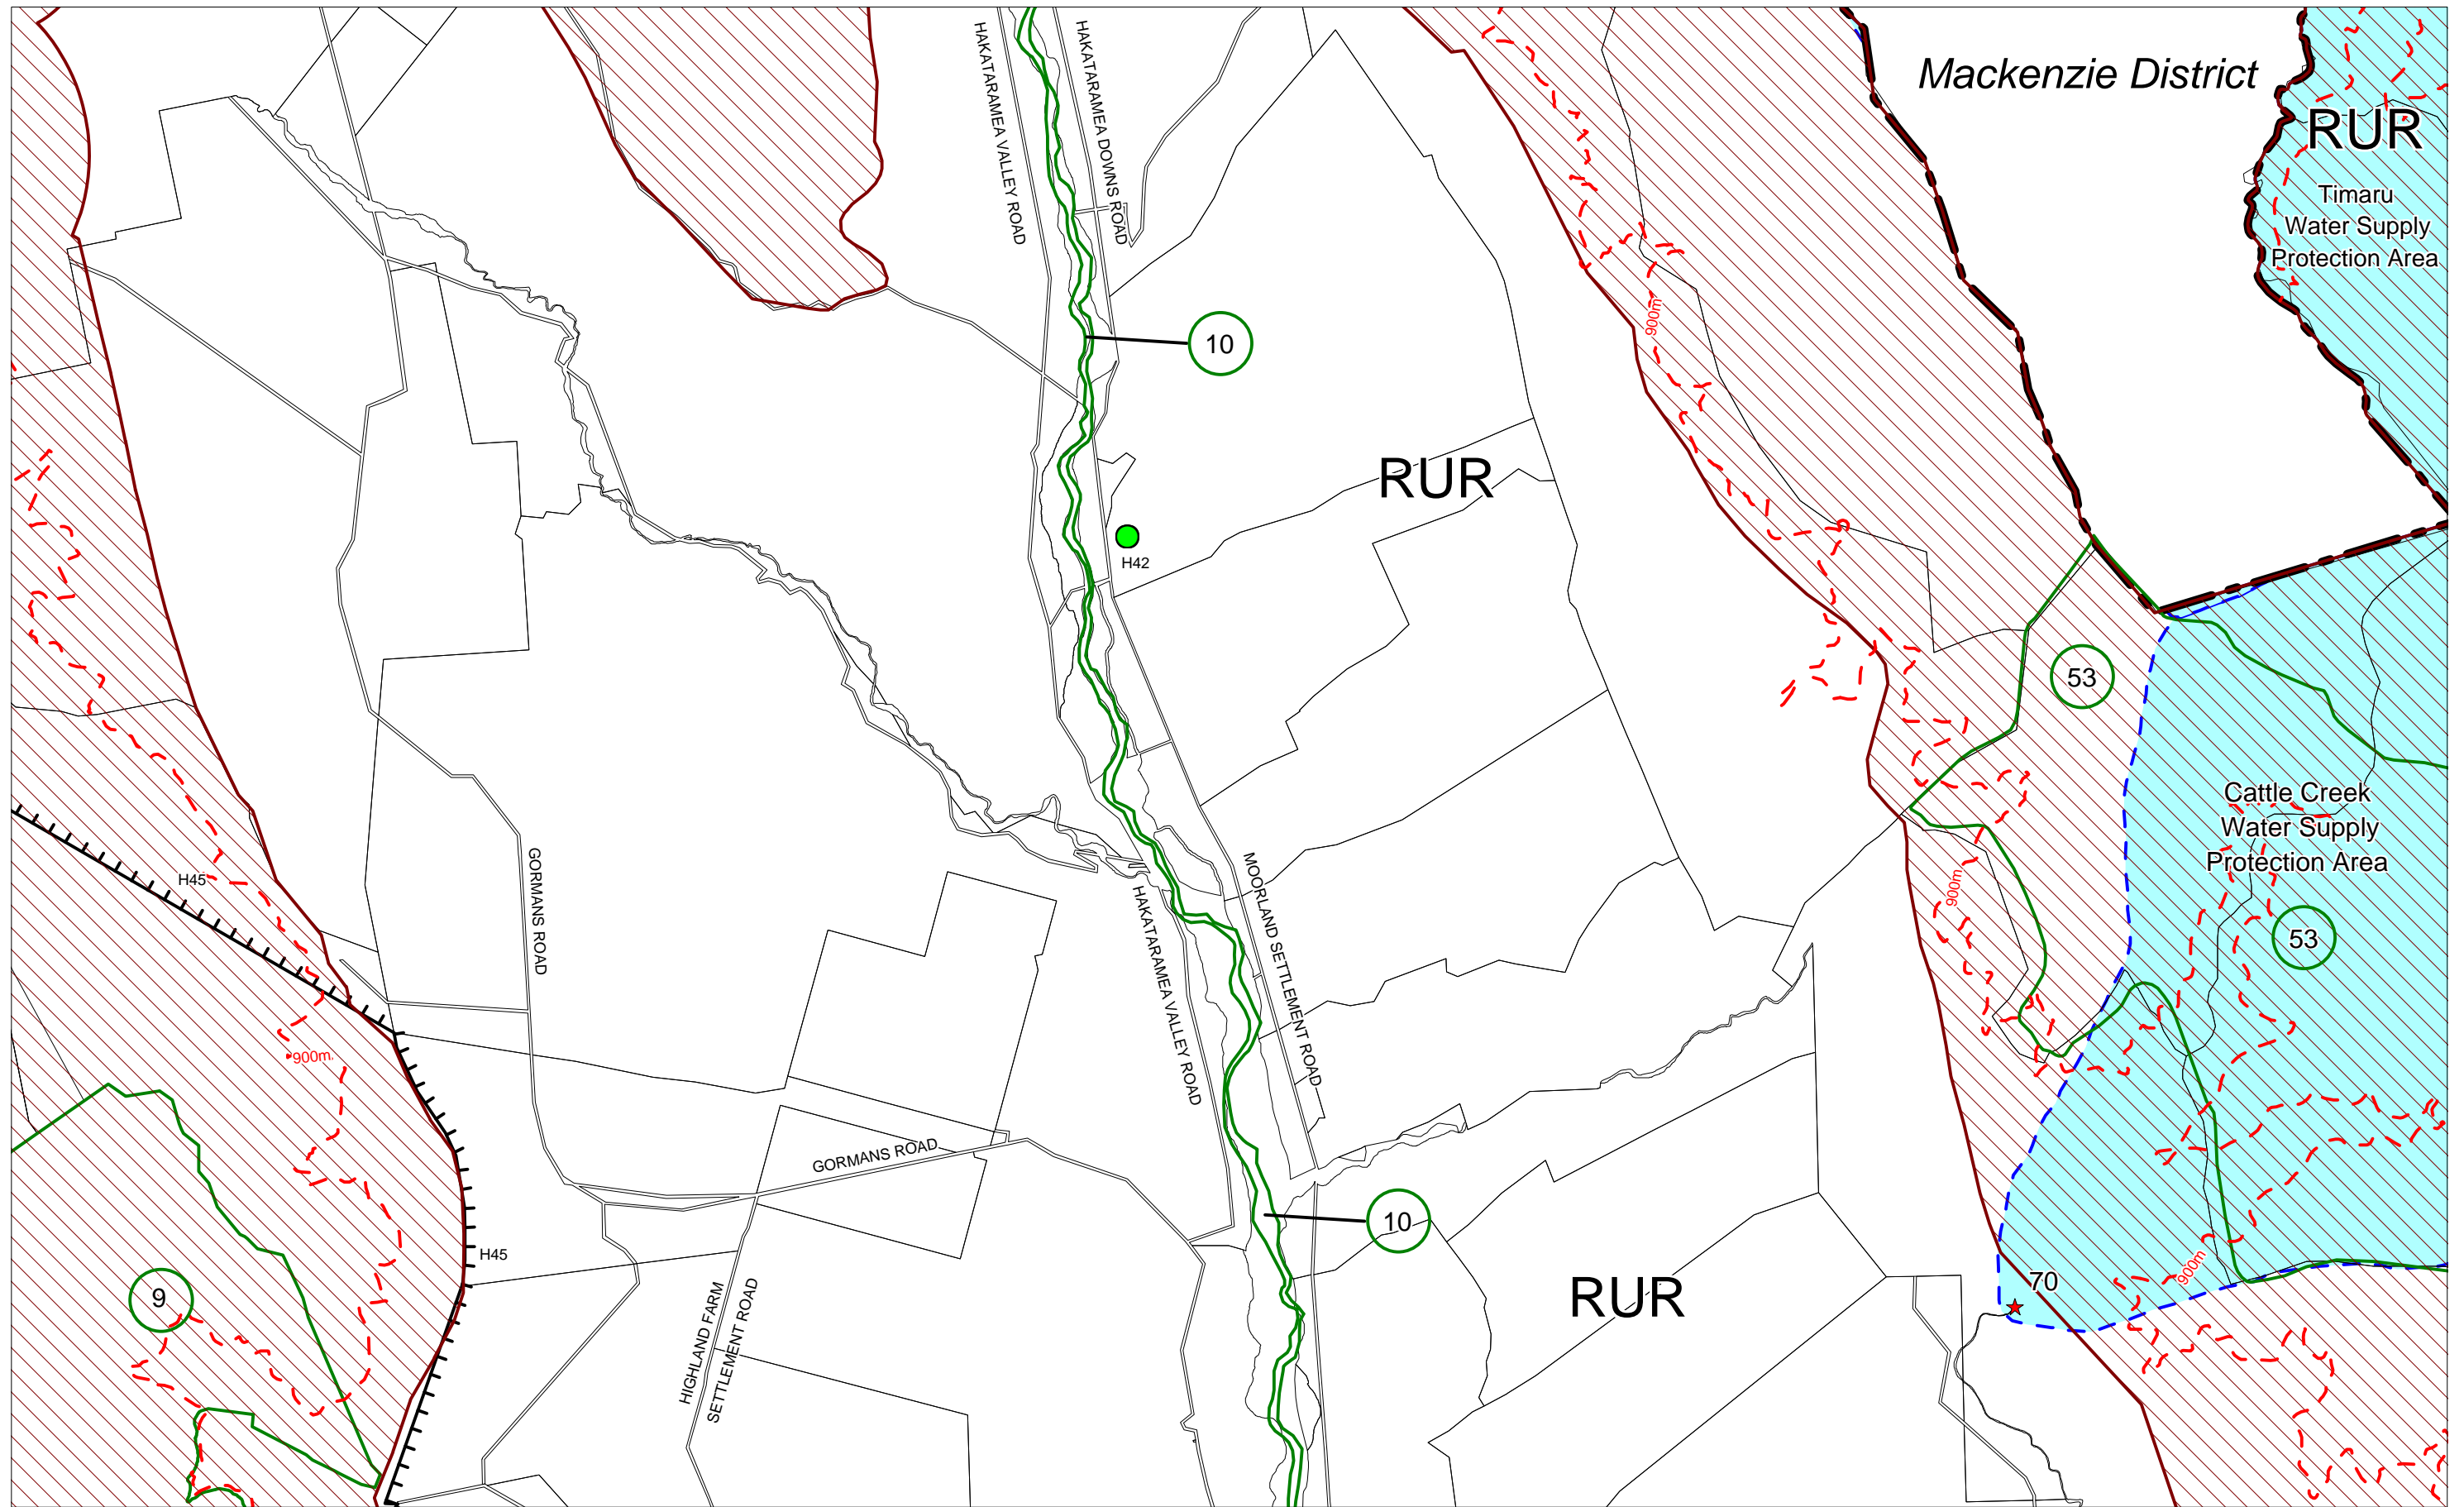 Mackenzie District
RUR
Timaru
Water Supply
Protection Area
HAKATARAMEA VALLEY ROAD
HAKATARAMEA DOWNS ROAD
900m
10
RUR
H42
53
Cattle Creek
Water Supply
Protection Area
53
H45
GORMANS ROAD
HAKATARAMEA VALLEY ROAD
MOORLAND SETTLEMENT ROAD
900m
900m
GORMANS ROAD
10
H45
9
HIGHLAND FARM
SETTLEMENT ROAD
RUR
900m
70